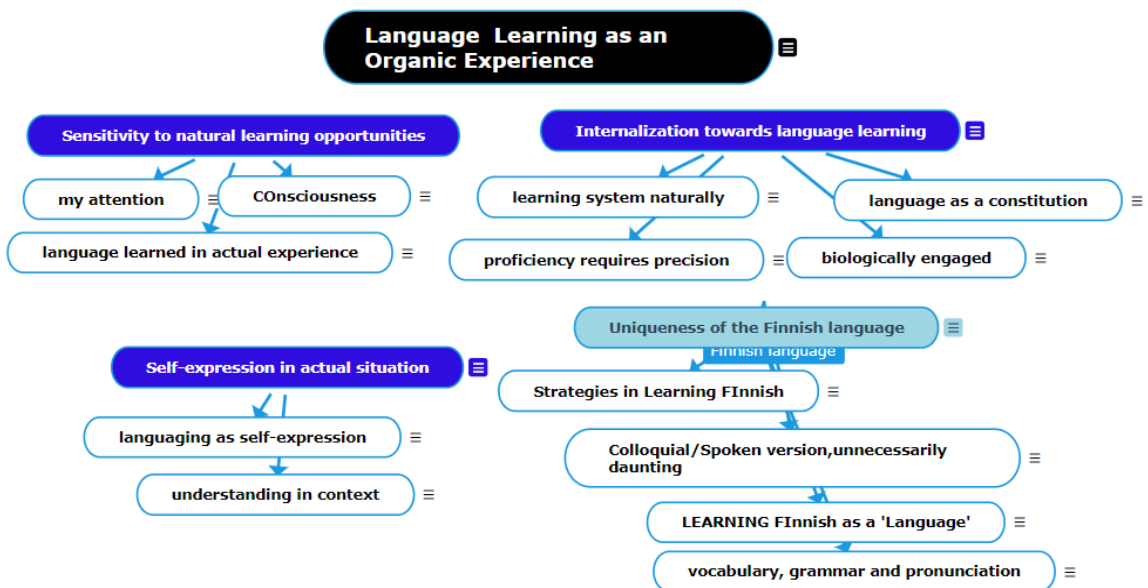 Language Learning as an
Organic Experience
Sensitivity to natural learning opportunities
Internalization towards language learning
my attention
COnsciousness
learning system naturally
language as a constitution
language learned in actual experience
proficiency requires precision
biologically engaged
Uniqueness of the Finnish language
Finnish language
Self-expression in actual situation
Strategies in Learning FInnish
languaging as self-expression
Colloquial/Spoken version,unnecessarily
daunting
understanding in context
LEARNING FInnish as a 'Language'
vocabulary, grammar and pronunciation